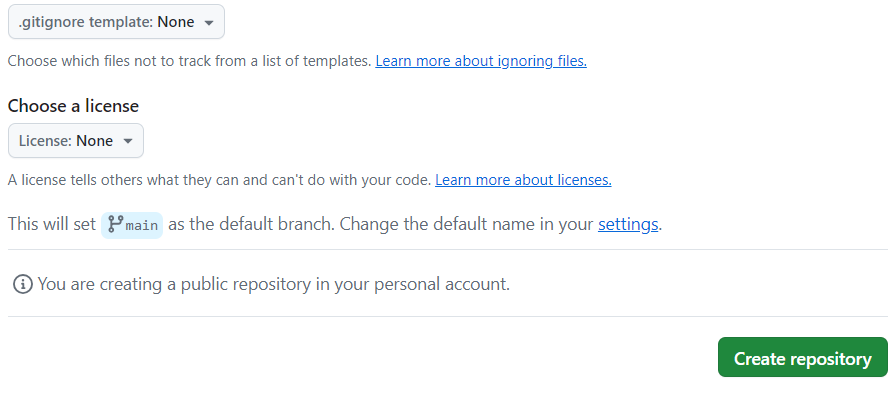 .gitignore template: None
Choose which files not to track from a list of templates. Learn more about ignoring files.
Choose a license
License: None
A license tells others what they can and can't do with your code. Learn more about licenses.
This will set main as the default branch. Change the default name in your settings.
You are creating a public repository in your personal account.
Create repository